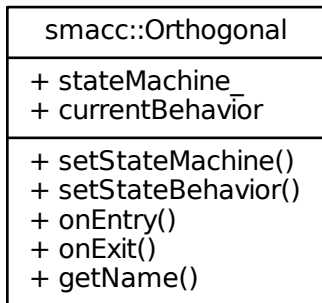 smacc::Orthogonal
+ stateMachine_
+ currentBehavior
+ setStateMachine()
+ setStateBehavior()
+ onEntry()
+ onExit()
+ getName()